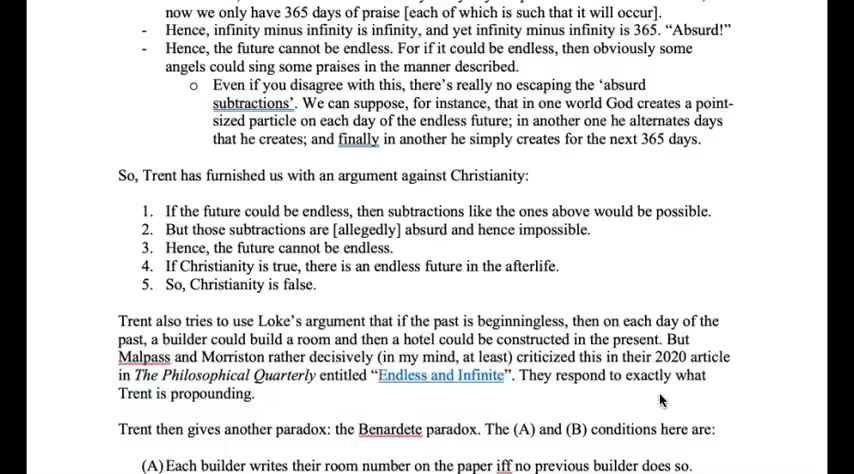 now we only have 365 days of praise [each of which is such that it will occur].
- Hence, infinity minus infinity is infinity, and yet infinity minus infinity is 365. “Absurd!”
- Hence, the future cannot be endless. For if it could be endless, then obviously some
angels could sing some praises in the manner described.
o Even if you disagree with this, there’s really no escaping the ‘absurd
subtractions’. We can suppose, for instance, that in one world God creates a point-
sized particle on each day of the endless future; in another one he alternates days
that he creates; and finally in another he simply creates for the next 365 days.
So, Trent has furnished us with an argument against Christianity:
1. If the future could be endless, then subtractions like the ones above would be possible.
2. But those subtractions are [allegedly] absurd and hence impossible.
3. Hence, the future cannot be endless.
4. If Christianity is true, there is an endless future in the afterlife.
5. So, Christianity is false.
Trent also tries to use Loke’s argument that if the past is beginningless, then on each day of the
past, a builder could build a room and then a hotel could be constructed in the present. But
Malpass and Morriston rather decisively (in my mind, at least) criticized this in their 2020 article
in The Philosophical Quarterly entitled “Endless and Infinite”. They respond to exactly what
Trent is propounding.
Trent then gives another paradox: the Benardete paradox. The (A) and (B) conditions here are:
(A) Each builder writes their room number on the paper iff no previous builder does so.